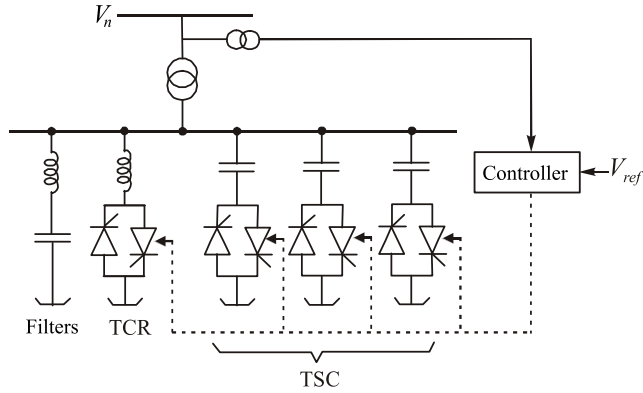 Vn
Controller
Vref
Filters
TCR
TSC